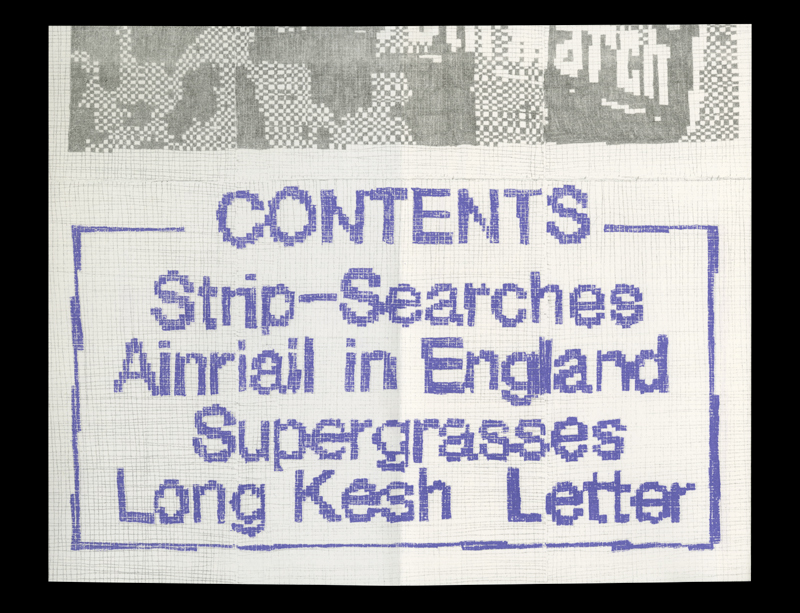 CONTENTS
Strip-Searches
Ainriail in England
Supergrasses
Long Kesh Letter